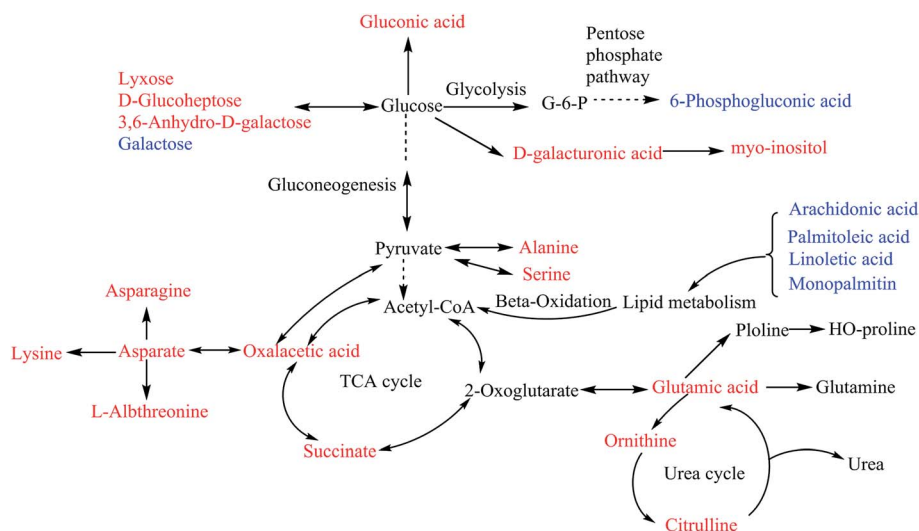 Gluconic acid
Pentose
phosphate
pathway
Lyxose
D-Glucoheptose
3,6-Anhydro-D-galactose
Galactose
Glucose
Glycolysis
G-6-P
6-Phosphogluconic acid
D-galacturonic acid
myo-inositol
Gluconeogenesis
Arachidonic acid
Palmitoleic acid
Linoletic acid
Monopalmitin
Pyruvate
Alanine
Serine
Asparagine
Acetyl-CoA
Beta-Oxidation
Lipid metabolism
Ploline
HO-proline
Lysine
Asparate
Oxalacetic acid
TCA cycle
2-Oxoglutarate
Glutamic acid
Glutamine
L-Albthreonine
Succinate
Ornithine
Urea cycle
Urea
Citrulline